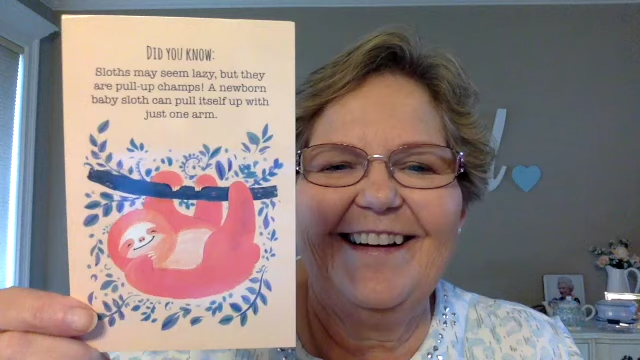 DID YOU KNOW:
Sloths may seem lazy, but they
are pull-up champs! A newborn
baby sloth can pull itself up with
just one arm.